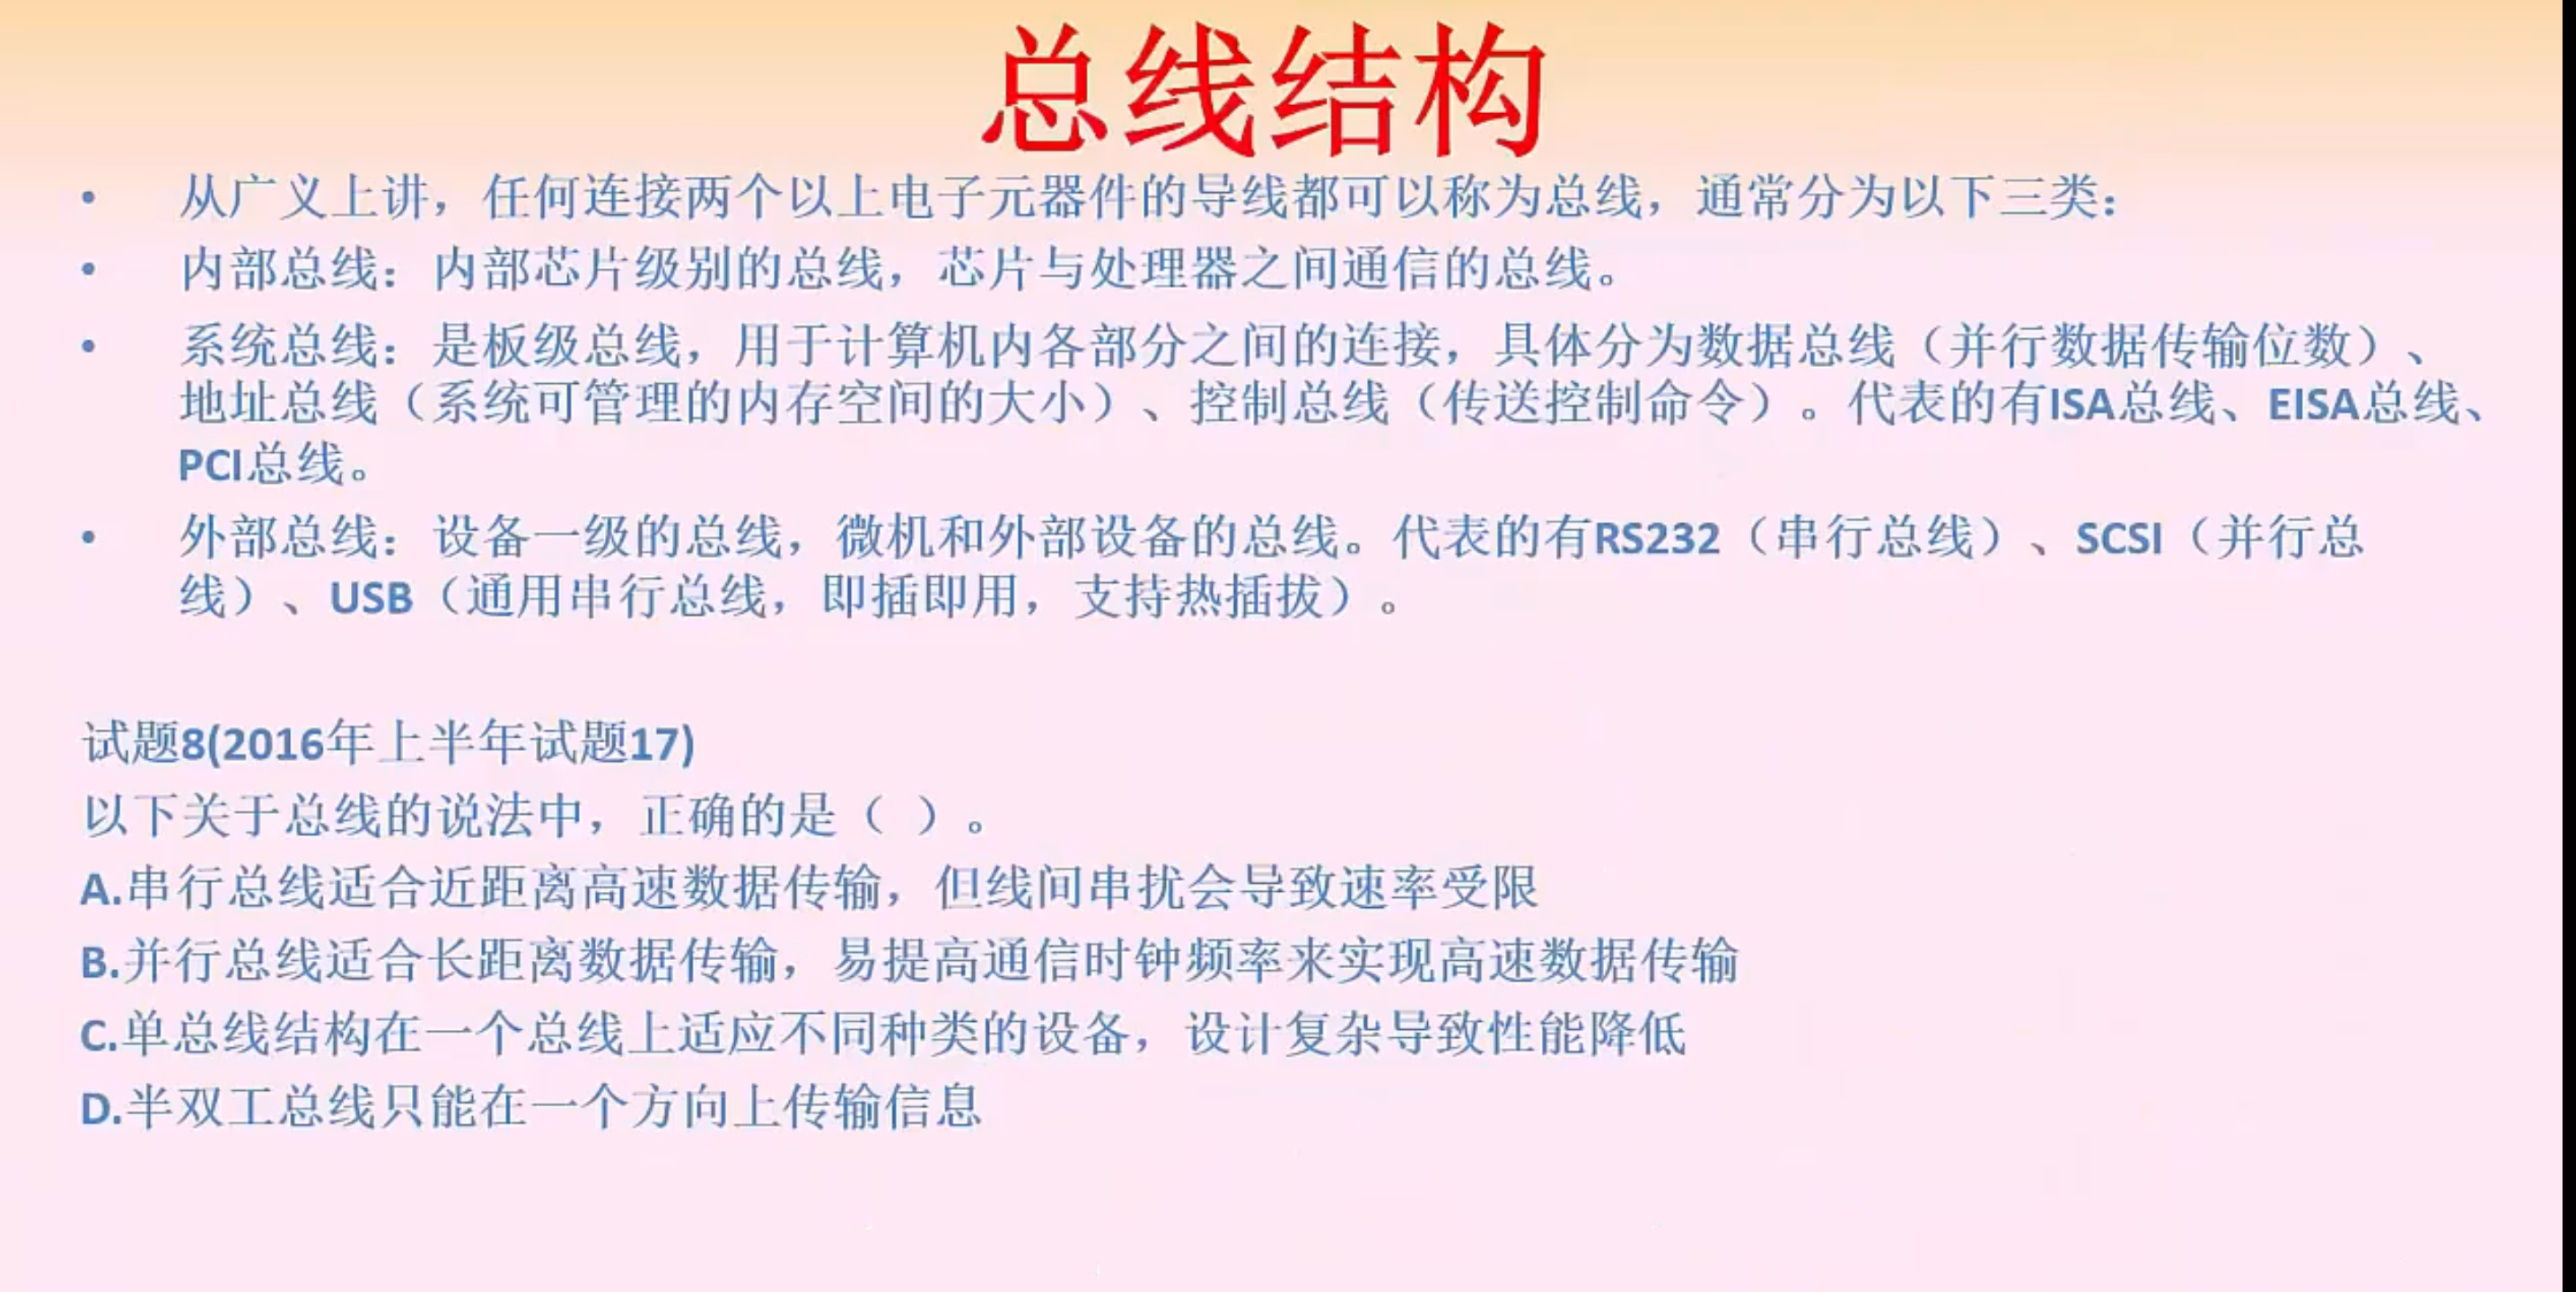 总线结构
• 从广义上讲，任何连接两个以上电子元器件的导线都可以称为总线，通常分为以下三类：
• 内部总线：内部芯片级别的总线，芯片与处理器之间通信的总线。
• 系统总线：是板级总线，用于计算机内各部分之间的连接，具体分为数据总线（并行数据传输位数）、
地址总线（系统可管理的内存空间的大小）、控制总线（传送控制命令）。代表的有ISA总线、EISA总线、
PCI总线。
• 外部总线：设备一级的总线，微机和外部设备的总线。代表的有RS232（串行总线）、SCSI（并行总
线）、USB（通用串行总线，即插即用，支持热插拔）。
试题8(2016年上半年试题17)
以下关于总线的说法中，正确的是（ ）。
A.串行总线适合近距离高速数据传输，但线间串扰会导致速率受限
B.并行总线适合长距离数据传输，易提高通信时钟频率来实现高速数据传输
C.单总线结构在一个总线上适应不同种类的设备，设计复杂导致性能降低
D.半双工总线只能在一个方向上传输信息